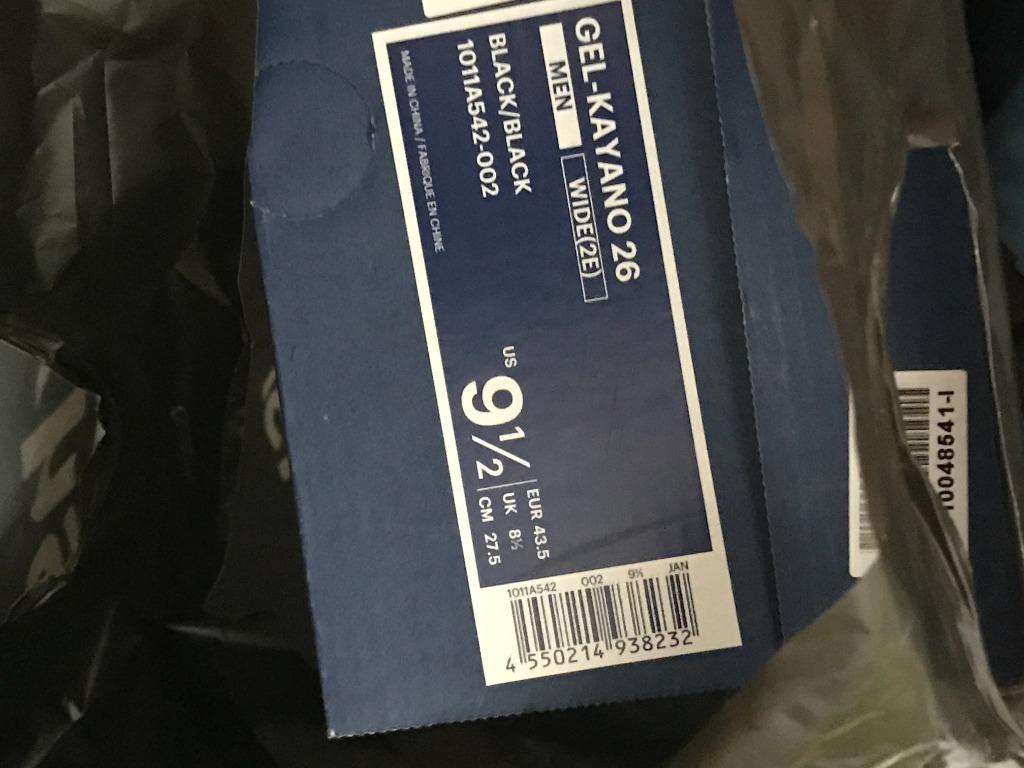 GEL-KAYANO 26
MEN WIDE(2E)
BLACK/BLACK
1011A542-002
MADE IN CHINA / FABRIQUE EN CHINE
US
9½
EUR 43.5
UK 8½
CM 27.5
1011A542 002 9½ JAN
4 550214 938232
10048641-I